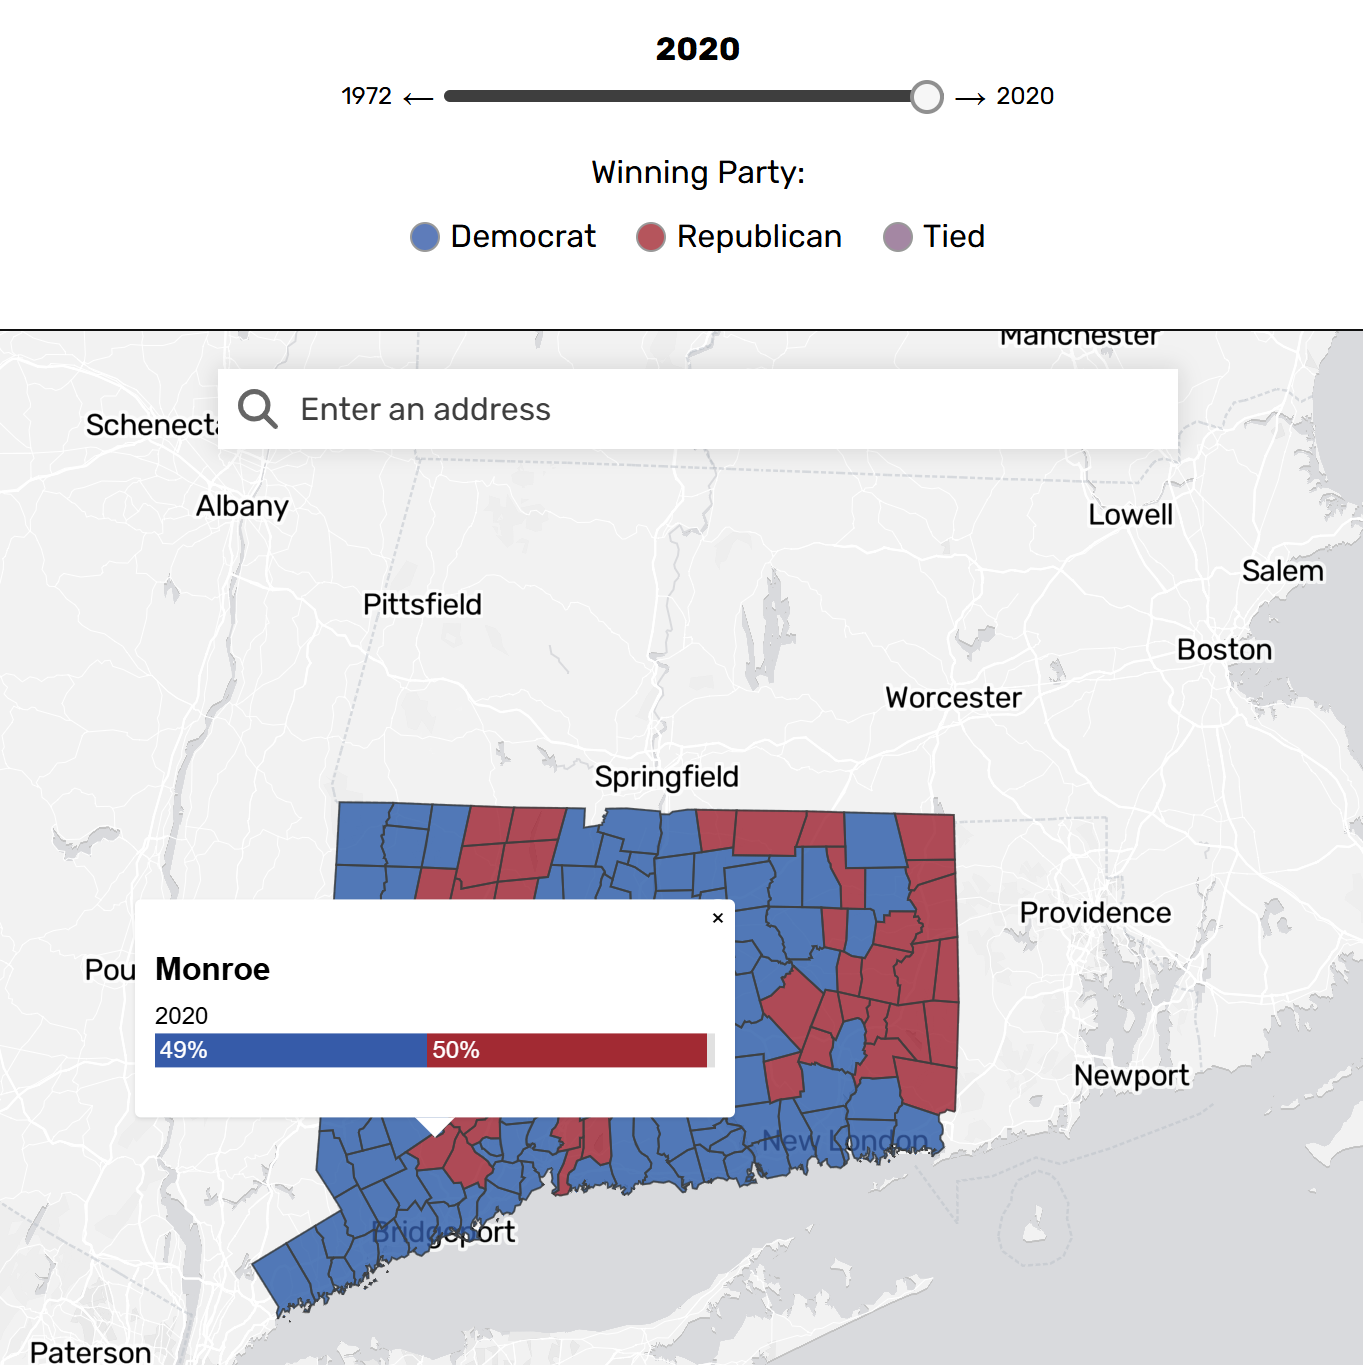 2020
1972 ← → 2020
Winning Party:
Democrat Republican Tied
Manchester
Enter an address
Schenecta
Albany
Lowell
Salem
Pittsfield
Boston
Worcester
Springfield
Providence
×
Pou
Monroe
2020
49% 50%
Newport
New London
Bridgeport
Paterson